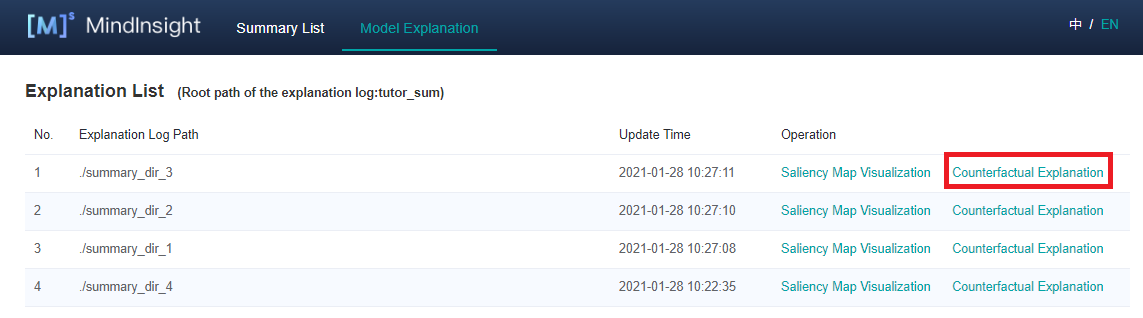 [M]s MindInsight Summary List Model Explanation 中 / EN
Explanation List (Root path of the explanation log:tutor_sum)
No. Explanation Log Path Update Time Operation
1 ./summary_dir_3 2021-01-28 10:27:11 Saliency Map Visualization Counterfactual Explanation
2 ./summary_dir_2 2021-01-28 10:27:10 Saliency Map Visualization Counterfactual Explanation
3 ./summary_dir_1 2021-01-28 10:27:08 Saliency Map Visualization Counterfactual Explanation
4 ./summary_dir_4 2021-01-28 10:22:35 Saliency Map Visualization Counterfactual Explanation